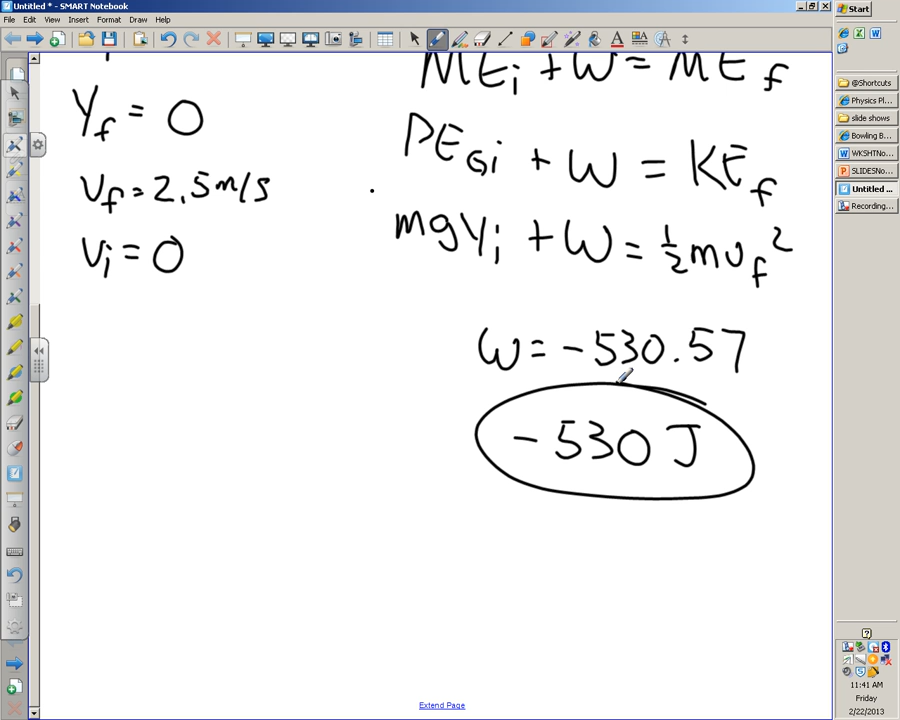 Untitled * - SMART Notebook
File Edit View Insert Format Draw Help
Start
MEi + W = MEf
Yf = 0
PEGi + W = KEf
vf = 2.5 m/s
mgyi + W = 1/2 mvf²
vi = 0
W = -530.57
-530 J
Extend Page
@Shortcuts
Physics Pl...
slide shows
Bowling B...
WKSHTNo...
SLIDESNo...
Untitled ...
Recording...
11:41 AM
Friday
2/22/2013